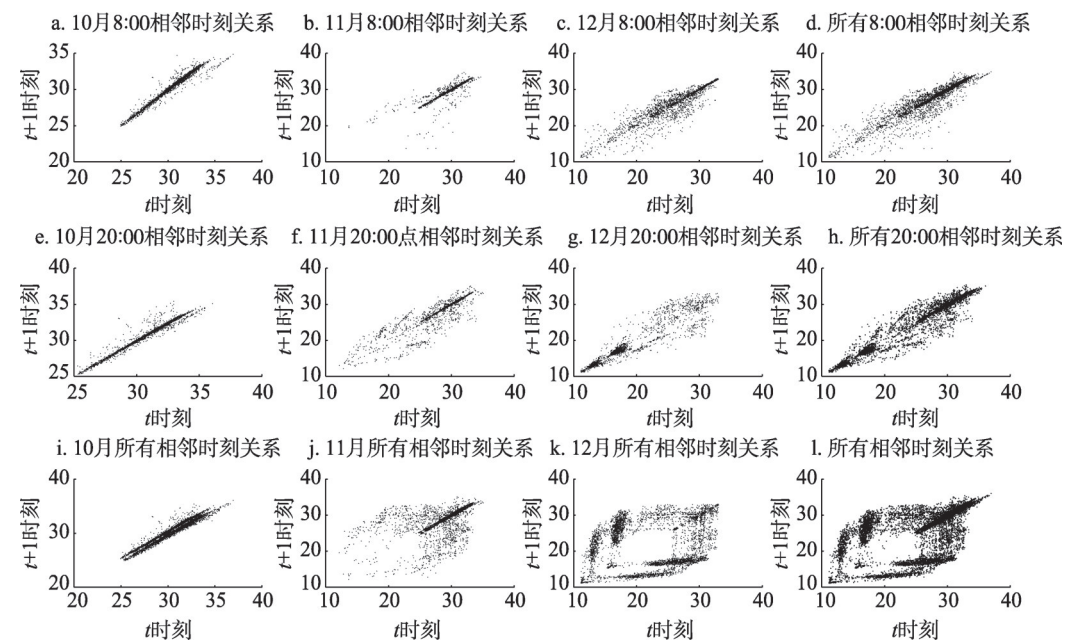 a. 10月8:00相邻时刻关系
b. 11月8:00相邻时刻关系
c. 12月8:00相邻时刻关系
d. 所有8:00相邻时刻关系
35
30
25
20
t+1时刻
20 25 30 35 40
t时刻
40
30
20
10
t+1时刻
10 20 30 40
t时刻
40
30
20
10
t+1时刻
10 20 30 40
t时刻
40
30
20
10
t+1时刻
10 20 30 40
t时刻
e. 10月20:00相邻时刻关系
f. 11月20:00点相邻时刻关系
g. 12月20:00相邻时刻关系
h. 所有20:00相邻时刻关系
40
35
30
25
t+1时刻
25 30 35 40
t时刻
40
30
20
10
t+1时刻
10 20 30 40
t时刻
40
30
20
10
t+1时刻
10 20 30 40
t时刻
40
30
20
10
t+1时刻
10 20 30 40
t时刻
i. 10月所有相邻时刻关系
j. 11月所有相邻时刻关系
k. 12月所有相邻时刻关系
l. 所有相邻时刻关系
40
30
20
t+1时刻
20 25 30 35 40
t时刻
40
30
20
10
t+1时刻
10 20 30 40
t时刻
40
30
20
10
t+1时刻
10 20 30 40
t时刻
40
30
20
10
t+1时刻
10 20 30 40
t时刻